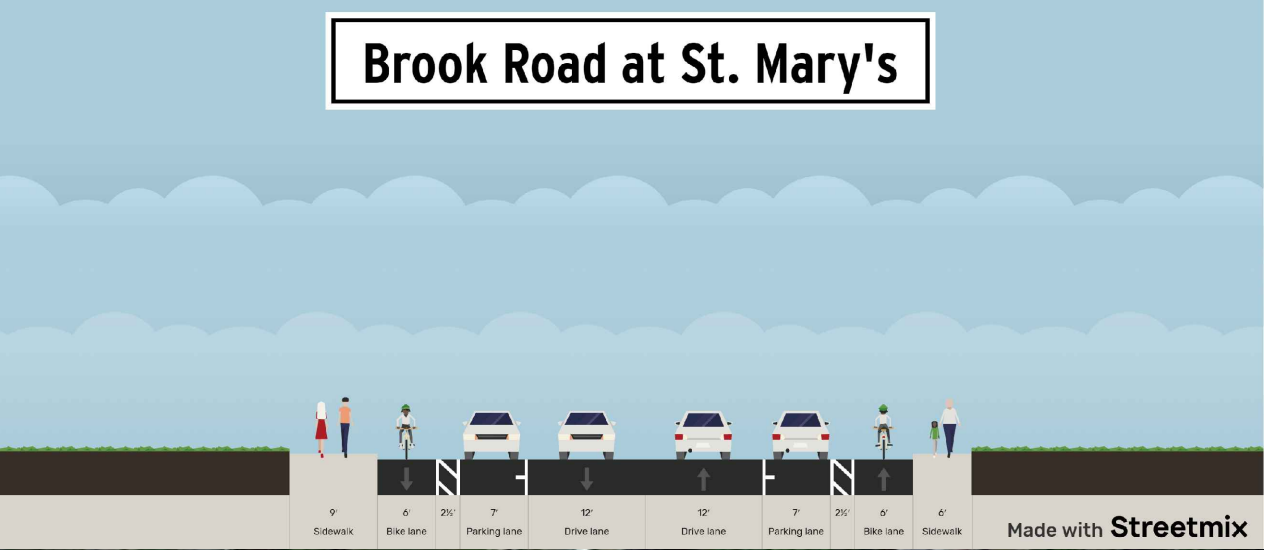 Brook Road at St. Mary's
9' 6' 2½' 7' 12' 12' 7' 2½' 6' 6'
Sidewalk Bike lane Parking lane Drive lane Drive lane Parking lane Bike lane Sidewalk
Made with Streetmix